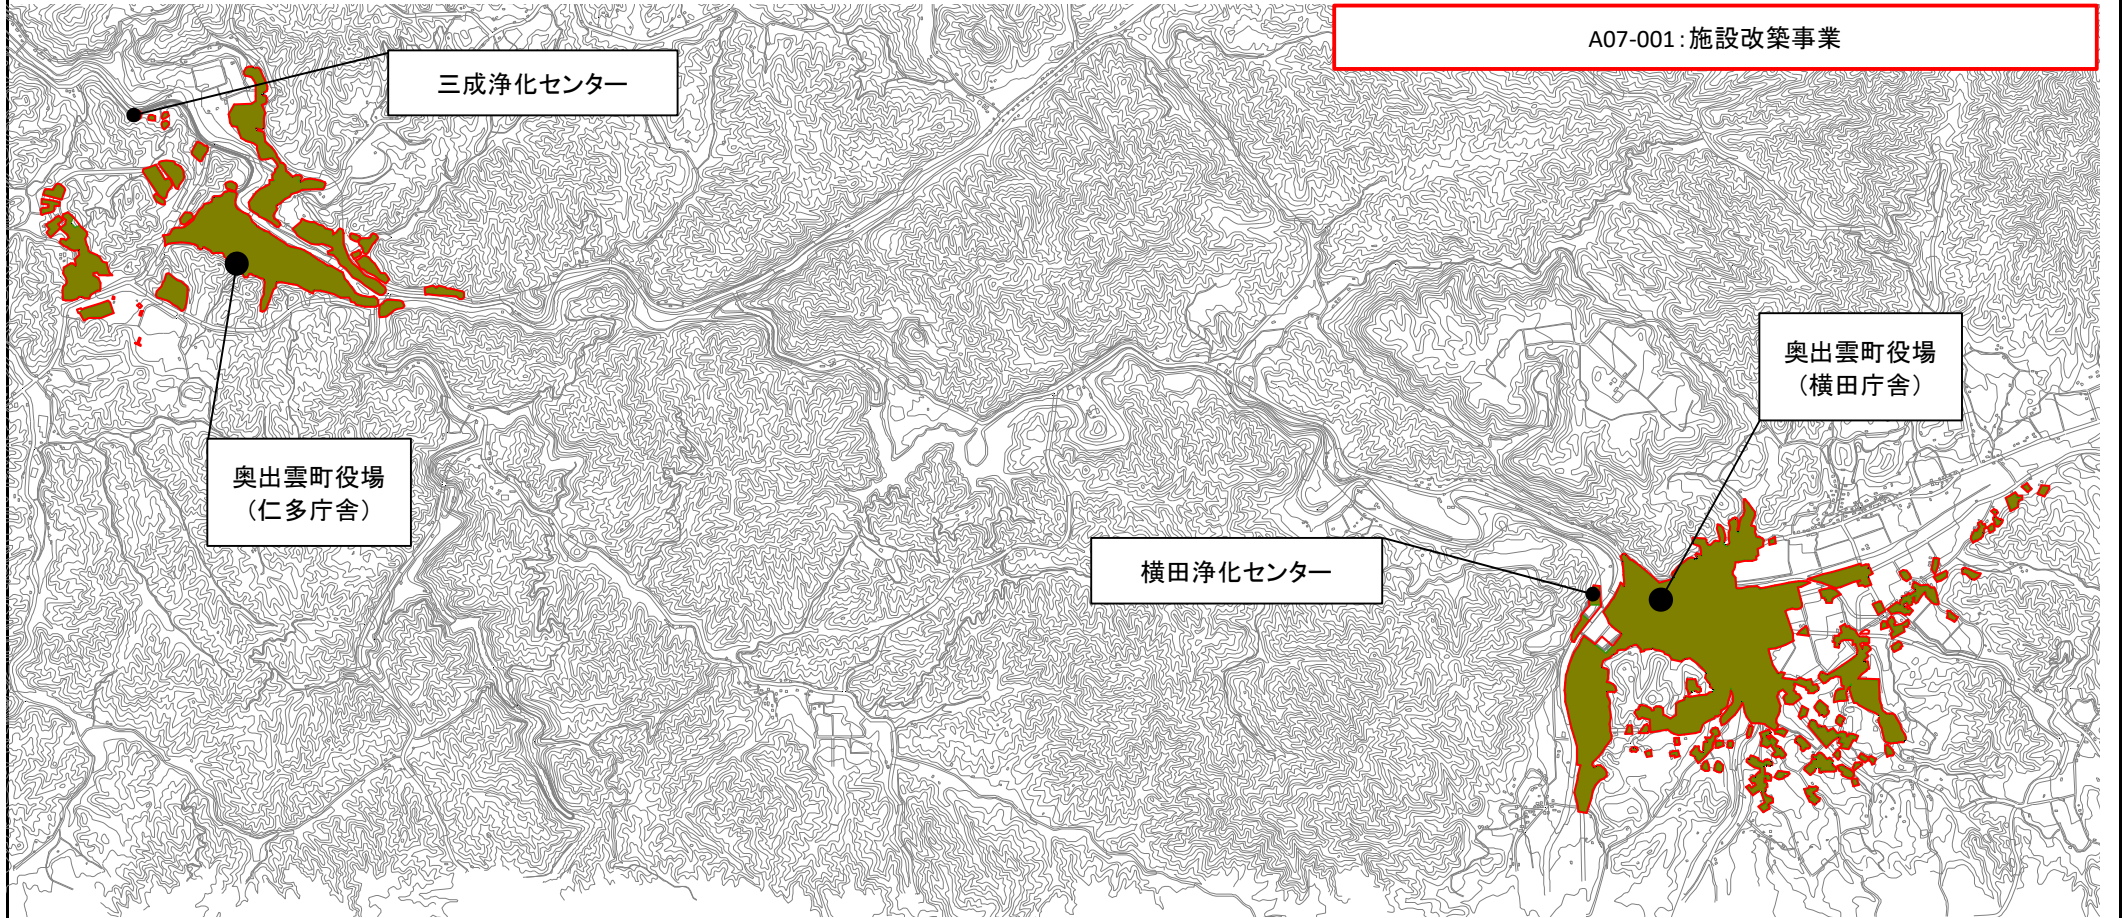 A07-001：施設改築事業
三成浄化センター
奥出雲町役場
（横田庁舎）
奥出雲町役場
（仁多庁舎）
横田浄化センター